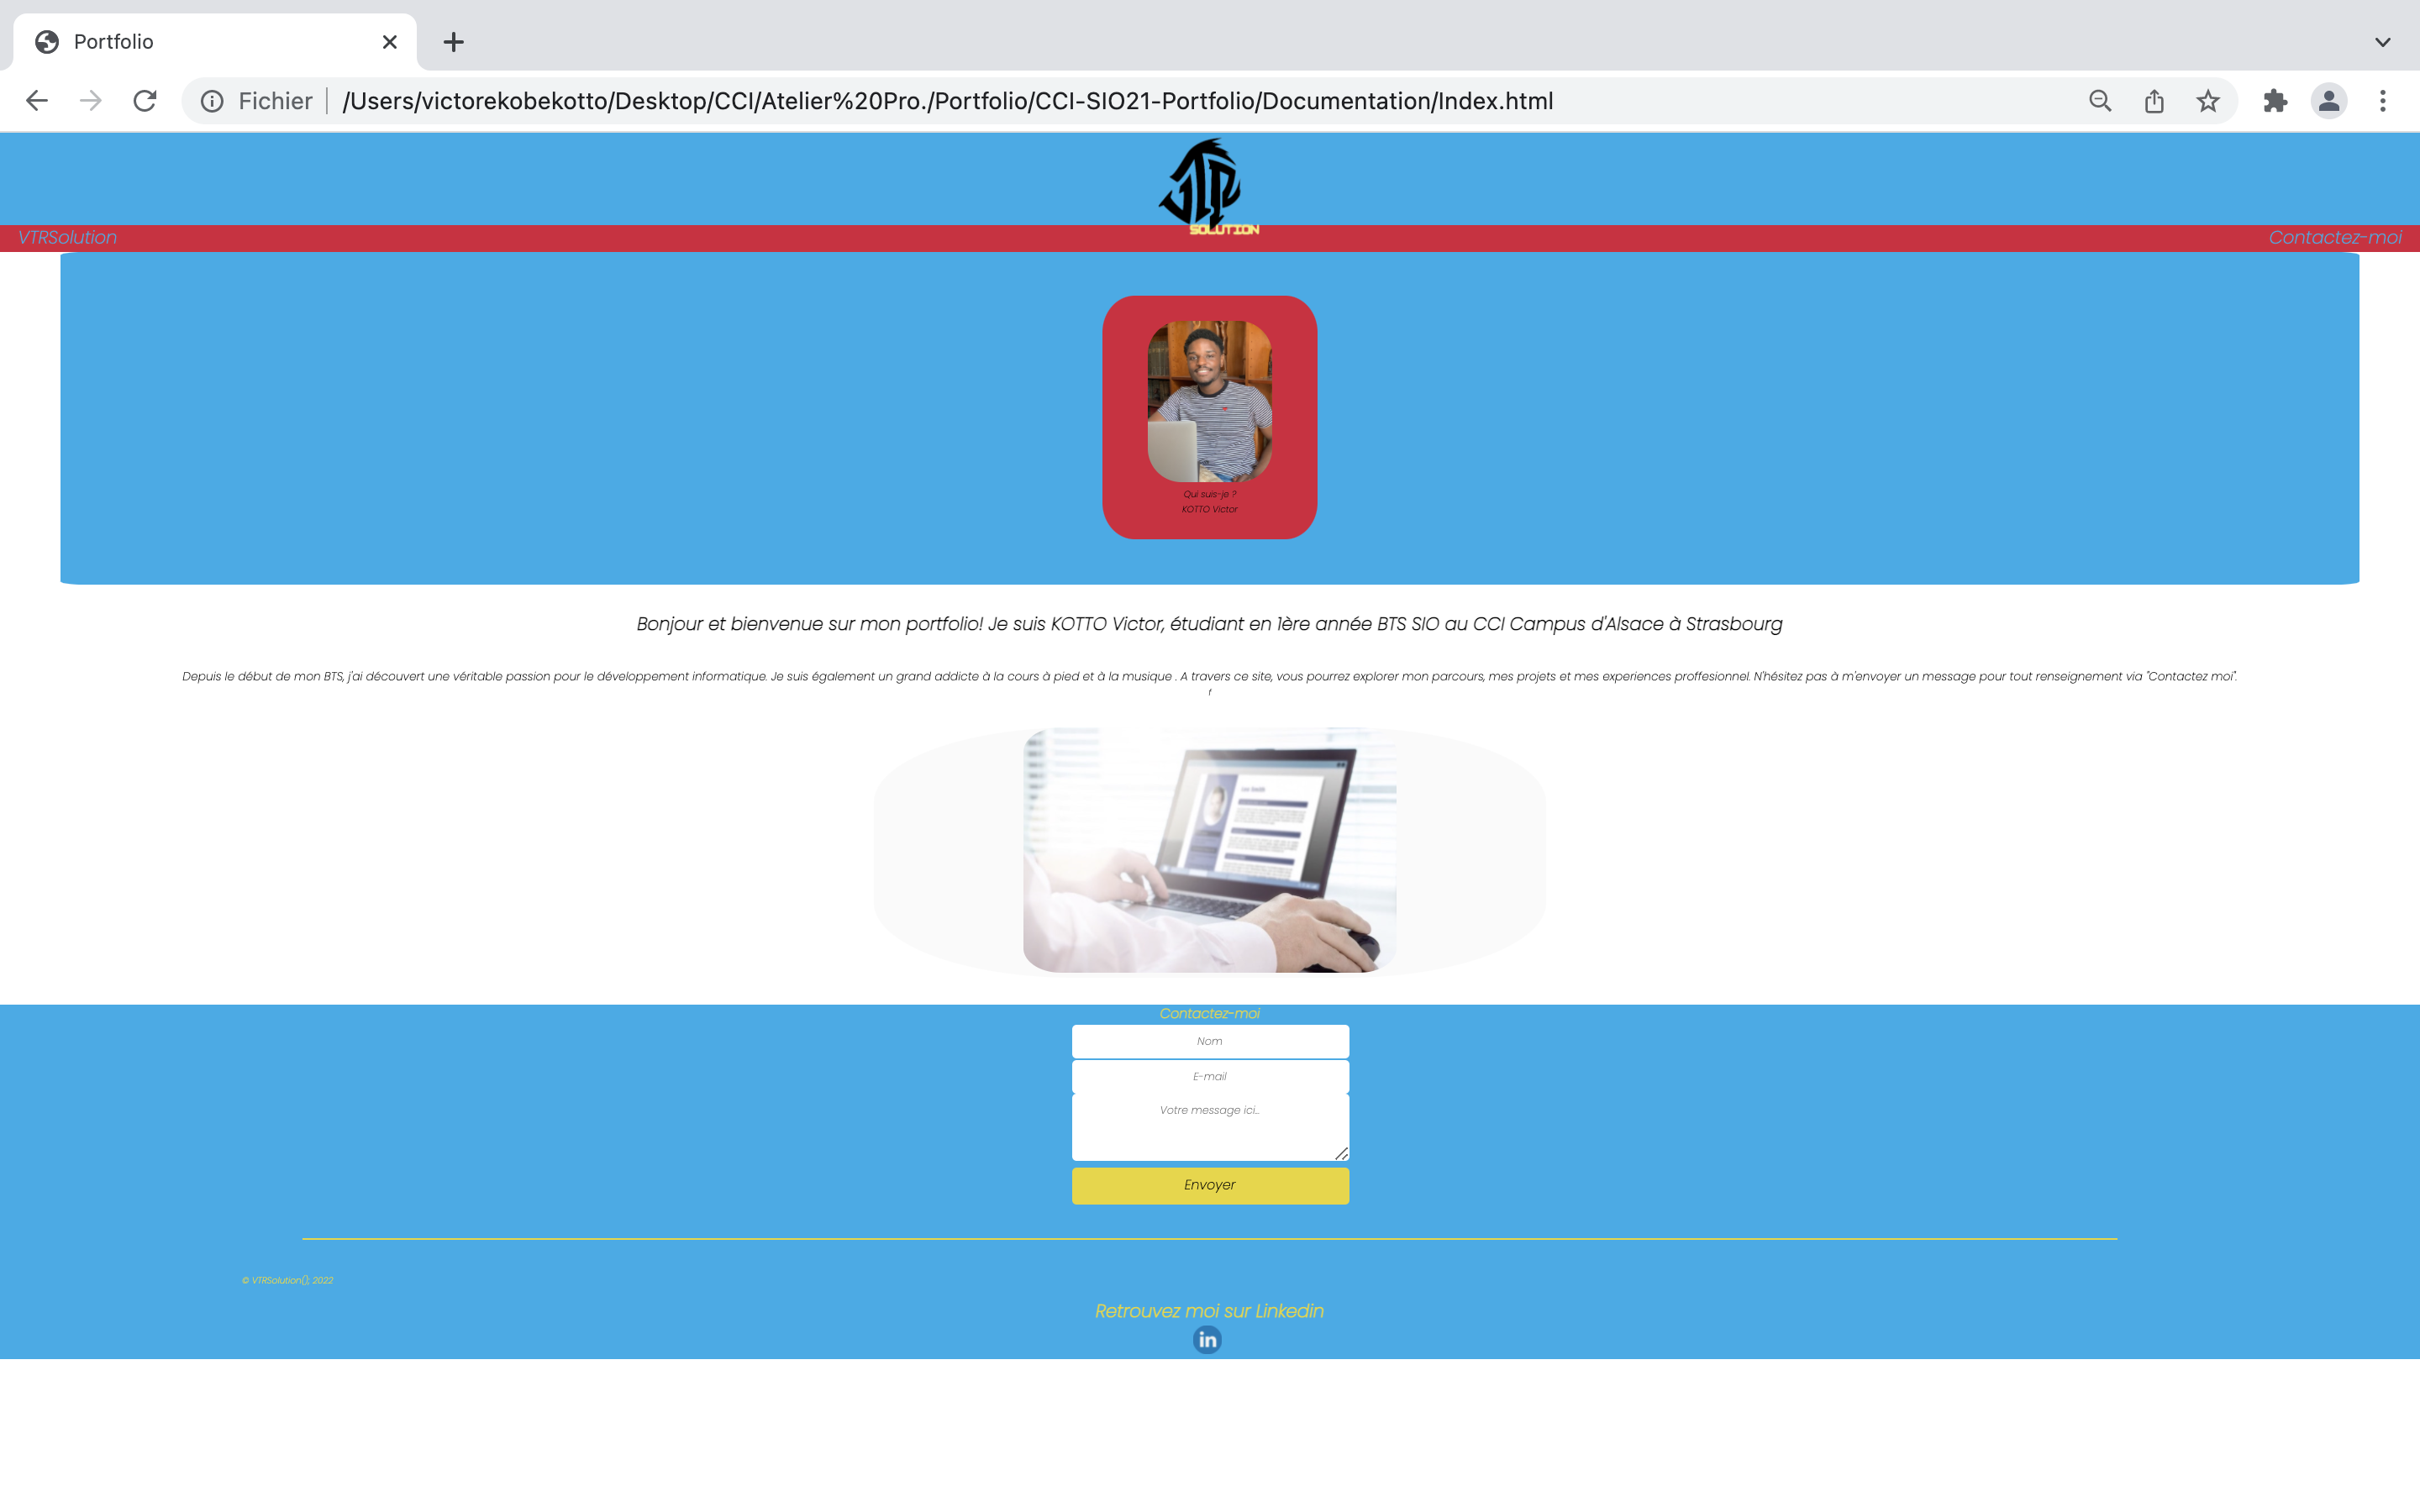 Portfolio
Fichier
/Users/victorekobekotto/Desktop/CCI/Atelier%20Pro./Portfolio/CCI-SIO21-Portfolio/Documentation/Index.html
SOLUTION
VTRSolution
Contactez-moi
Qui suis-je ?
KOTTO Victor
Bonjour et bienvenue sur mon portfolio! Je suis KOTTO Victor, étudiant en 1ère année BTS SIO au CCI Campus d'Alsace à Strasbourg
Depuis le début de mon BTS, j'ai découvert une véritable passion pour le développement informatique. Je suis également un grand addicte à la cours à pied et à la musique . A travers ce site, vous pourrez explorer mon parcours, mes projets et mes experiences proffesionnel. N'hésitez pas à m'envoyer un message pour tout renseignement via "Contactez moi".
f
Contactez-moi
Nom
E-mail
Votre message ici...
Envoyer
© VTRSolution(); 2022
Retrouvez moi sur Linkedin
in